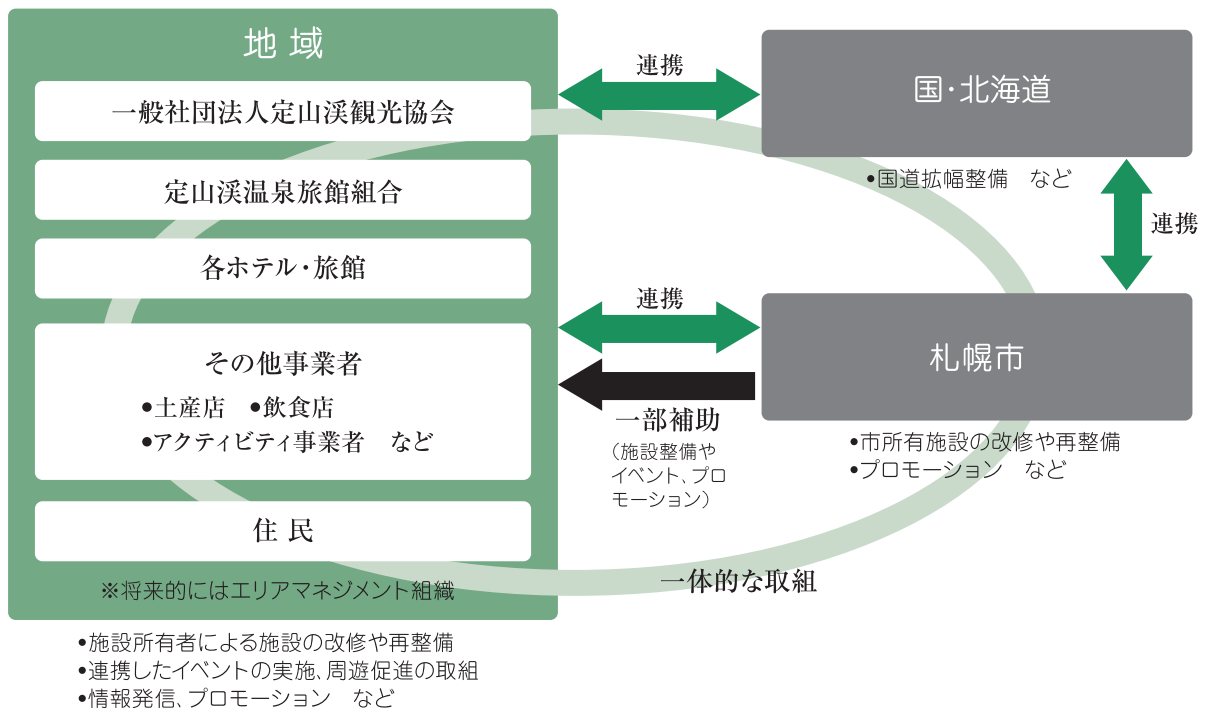 地域
一般社団法人定山渓観光協会
定山渓温泉旅館組合
各ホテル・旅館
その他事業者
•土産店　•飲食店
•アクティビティ事業者　など
住民
※将来的にはエリアマネジメント組織
•施設所有者による施設の改修や再整備
•連携したイベントの実施、周遊促進の取組
•情報発信、プロモーション　など
連携
国・北海道
•国道拡幅整備　など
連携
連携
札幌市
一部補助
（施設整備や
イベント、プロ
モーション）
•市所有施設の改修や再整備
•プロモーション　など
一体的な取組